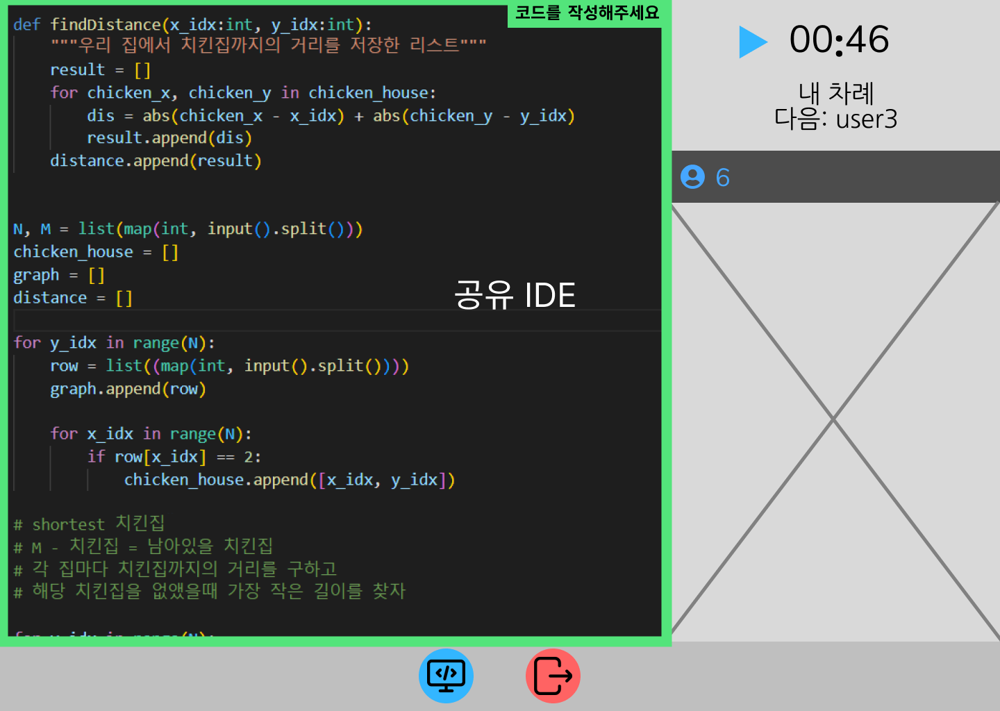 코드를 작성해주세요
def findDistance(x_idx:int, y_idx:int):
    """우리 집에서 치킨집까지의 거리를 저장한 리스트"""
    result = []
    for chicken_x, chicken_y in chicken_house:
        dis = abs(chicken_x - x_idx) + abs(chicken_y - y_idx)
        result.append(dis)
    distance.append(result)
N, M = list(map(int, input().split()))
chicken_house = []
graph = []
distance = []
공유 IDE
for y_idx in range(N):
    row = list((map(int, input().split())))
    graph.append(row)
    for x_idx in range(N):
        if row[x_idx] == 2:
            chicken_house.append([x_idx, y_idx])
# shortest 치킨집
# M - 치킨집 = 남아있을 치킨집
# 각 집마다 치킨집까지의 거리를 구하고
# 해당 치킨집을 없앴을때 가장 작은 길이를 찾자
00:46
내 차례
다음: user3
6